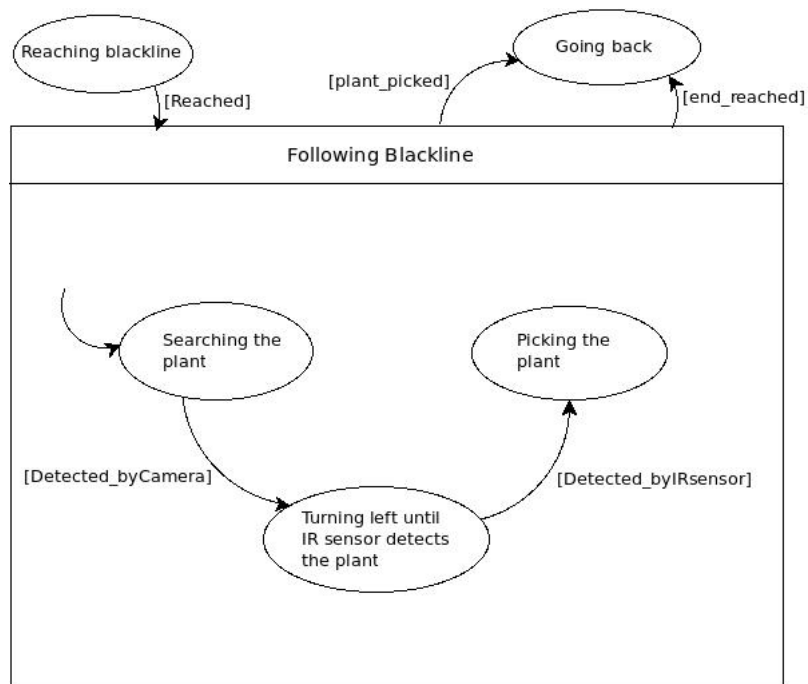 Reaching blackline
Going back
[plant_picked]
[Reached]
[end_reached]
Following Blackline
Searching the
plant
Picking the
plant
[Detected_byCamera]
[Detected_byIRsensor]
Turning left until
IR sensor detects
the plant